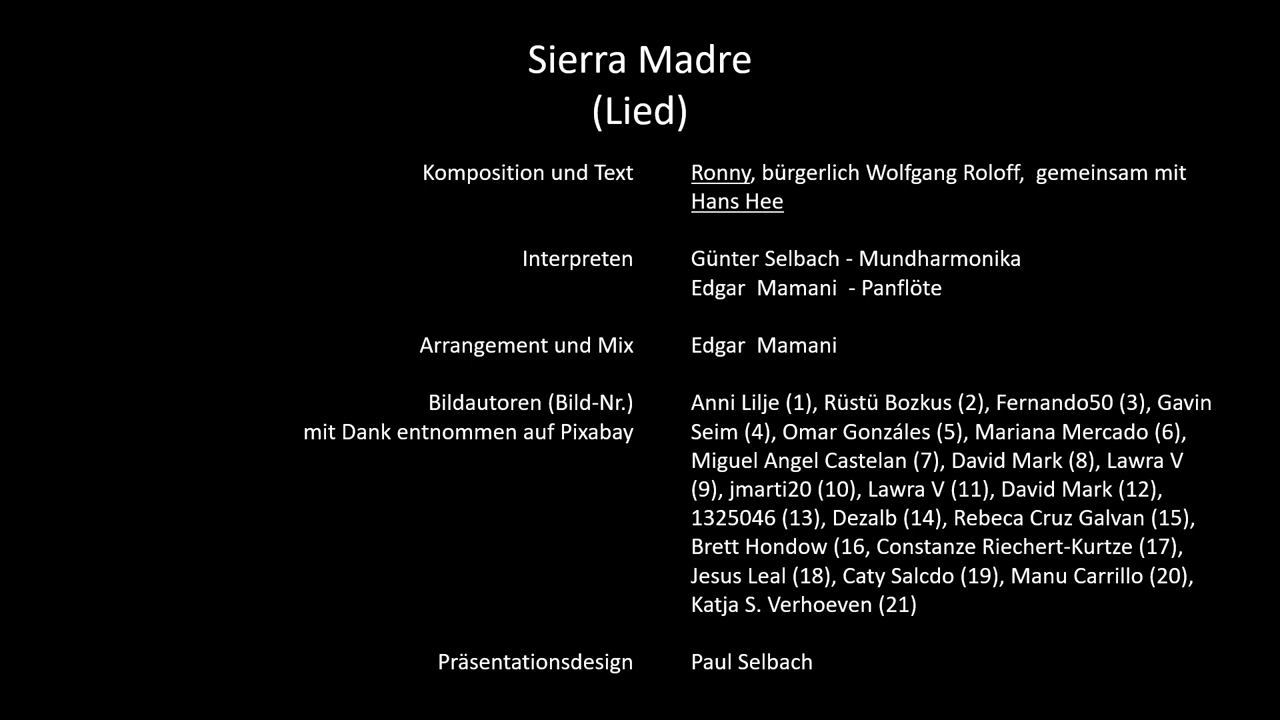 Sierra Madre
(Lied)
Komposition und Text
Ronny, bürgerlich Wolfgang Roloff,  gemeinsam mit
Hans Hee
Interpreten
Günter Selbach - Mundharmonika
Edgar  Mamani  - Panflöte
Arrangement und Mix
Edgar  Mamani
Bildautoren (Bild-Nr.)
mit Dank entnommen auf Pixabay
Anni Lilje (1), Rüstü Bozkus (2), Fernando50 (3), Gavin
Seim (4), Omar Gonzáles (5), Mariana Mercado (6),
Miguel Angel Castelan (7), David Mark (8), Lawra V
(9), jmarti20 (10), Lawra V (11), David Mark (12),
1325046 (13), Dezalb (14), Rebeca Cruz Galvan (15),
Brett Hondow (16, Constanze Riechert-Kurtze (17),
Jesus Leal (18), Caty Salcdo (19), Manu Carrillo (20),
Katja S. Verhoeven (21)
Präsentationsdesign
Paul Selbach